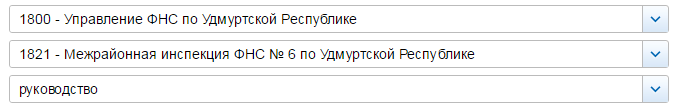 1800 - Управление ФНС по Удмуртской Республике
1821 - Межрайонная инспекция ФНС № 6 по Удмуртской Республике
руководство